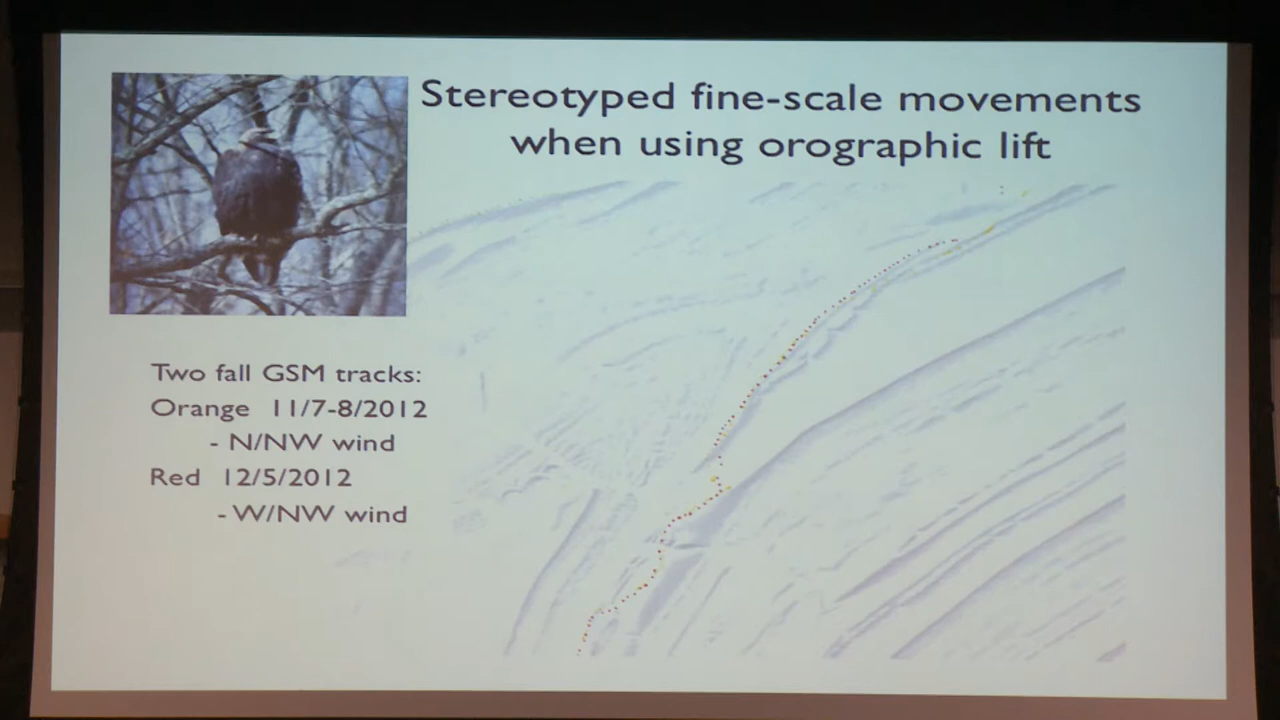 Stereotyped fine-scale movements
when using orographic lift
Two fall GSM tracks:
Orange 11/7-8/2012
- N/NW wind
Red 12/5/2012
- W/NW wind